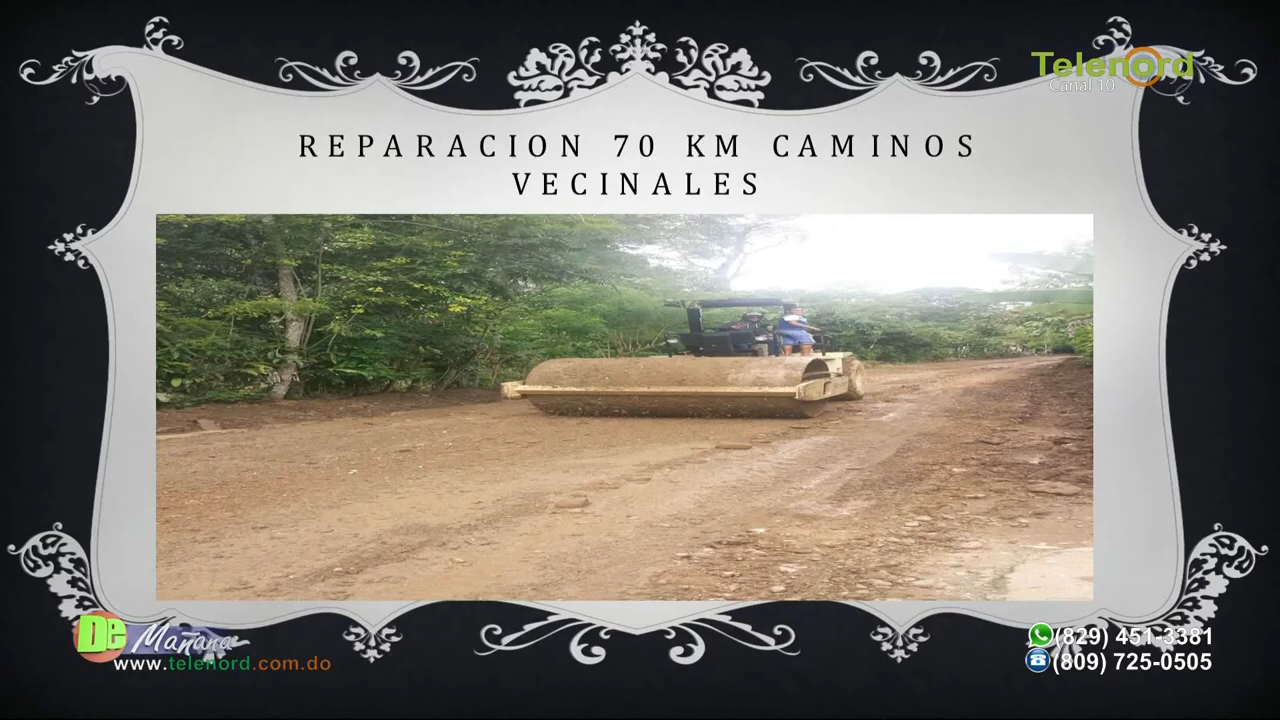 Telenord
Canal 10
REPARACION 70 KM CAMINOS
VECINALES
De Mañana
www.telenord.com.do
(829) 451-3381
(809) 725-0505